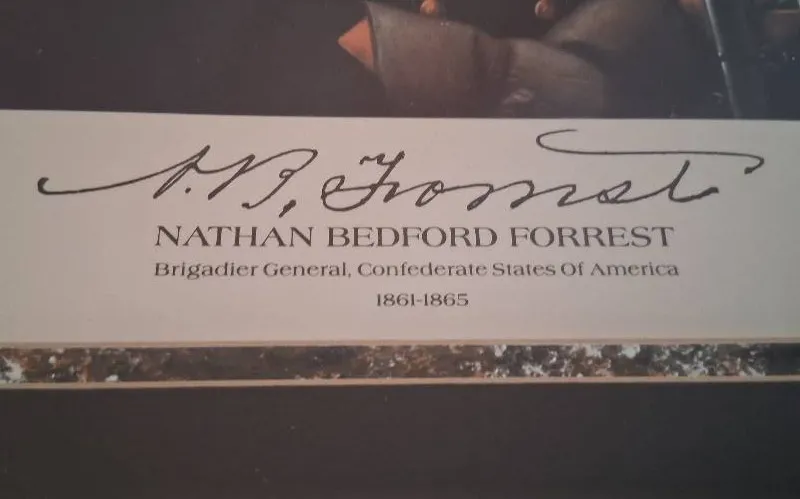 N. B. Forrest
NATHAN BEDFORD FORREST
Brigadier General, Confederate States Of America
1861-1865